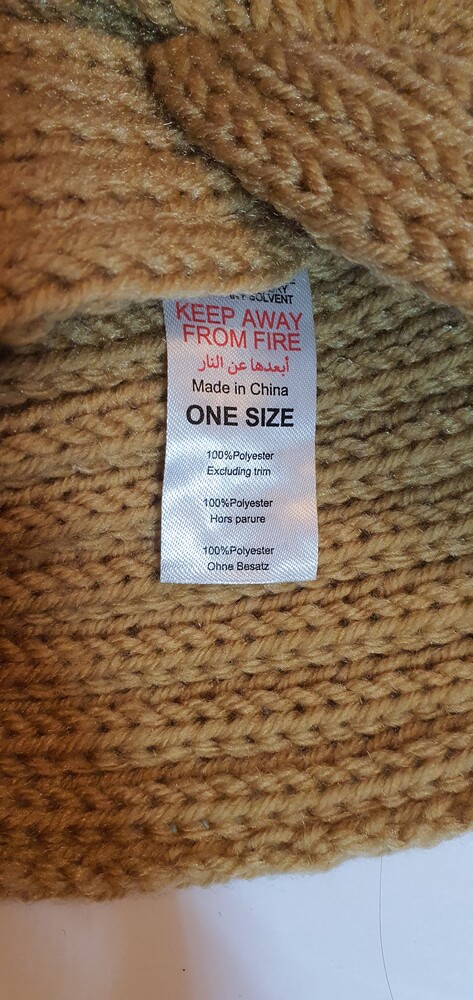 SOLVENT
KEEP AWAY
FROM FIRE
أبعدها عن النار
Made in China
ONE SIZE
100%Polyester
Excluding trim
100%Polyester
Hors parure
100%Polyester
Ohne Besatz